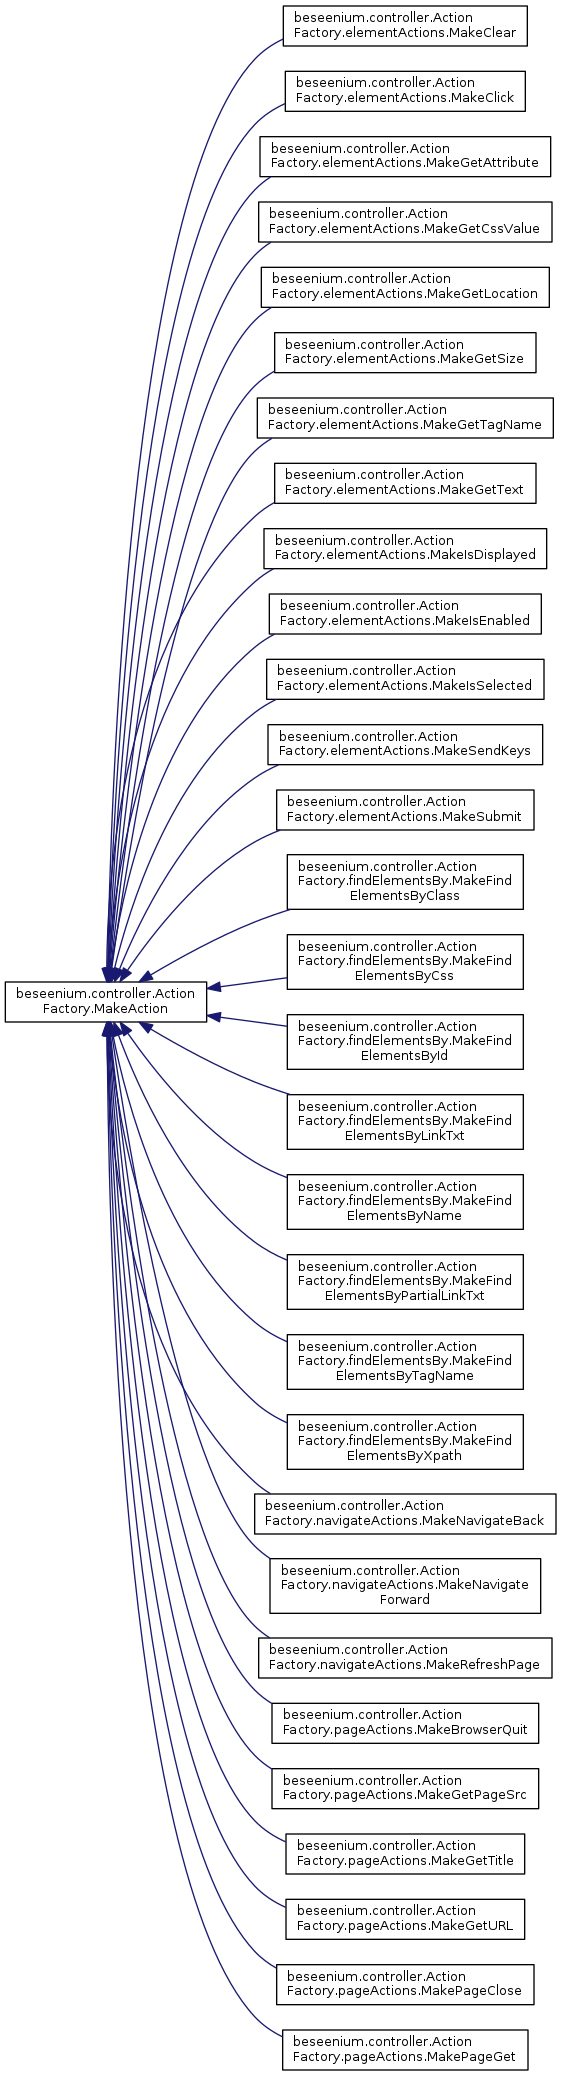 beseenium.controller.Action
Factory.elementActions.MakeClear
beseenium.controller.Action
Factory.elementActions.MakeClick
beseenium.controller.Action
Factory.elementActions.MakeGetAttribute
beseenium.controller.Action
Factory.elementActions.MakeGetCssValue
beseenium.controller.Action
Factory.elementActions.MakeGetLocation
beseenium.controller.Action
Factory.elementActions.MakeGetSize
beseenium.controller.Action
Factory.elementActions.MakeGetTagName
beseenium.controller.Action
Factory.elementActions.MakeGetText
beseenium.controller.Action
Factory.elementActions.MakeIsDisplayed
beseenium.controller.Action
Factory.elementActions.MakeIsEnabled
beseenium.controller.Action
Factory.elementActions.MakeIsSelected
beseenium.controller.Action
Factory.elementActions.MakeSendKeys
beseenium.controller.Action
Factory.elementActions.MakeSubmit
beseenium.controller.Action
Factory.findElementsBy.MakeFind
ElementsByClass
beseenium.controller.Action
Factory.findElementsBy.MakeFind
ElementsByCss
beseenium.controller.Action
Factory.MakeAction
beseenium.controller.Action
Factory.findElementsBy.MakeFind
ElementsById
beseenium.controller.Action
Factory.findElementsBy.MakeFind
ElementsByLinkTxt
beseenium.controller.Action
Factory.findElementsBy.MakeFind
ElementsByName
beseenium.controller.Action
Factory.findElementsBy.MakeFind
ElementsByPartialLinkTxt
beseenium.controller.Action
Factory.findElementsBy.MakeFind
ElementsByTagName
beseenium.controller.Action
Factory.findElementsBy.MakeFind
ElementsByXpath
beseenium.controller.Action
Factory.navigateActions.MakeNavigateBack
beseenium.controller.Action
Factory.navigateActions.MakeNavigate
Forward
beseenium.controller.Action
Factory.navigateActions.MakeRefreshPage
beseenium.controller.Action
Factory.pageActions.MakeBrowserQuit
beseenium.controller.Action
Factory.pageActions.MakeGetPageSrc
beseenium.controller.Action
Factory.pageActions.MakeGetTitle
beseenium.controller.Action
Factory.pageActions.MakeGetURL
beseenium.controller.Action
Factory.pageActions.MakePageClose
beseenium.controller.Action
Factory.pageActions.MakePageGet